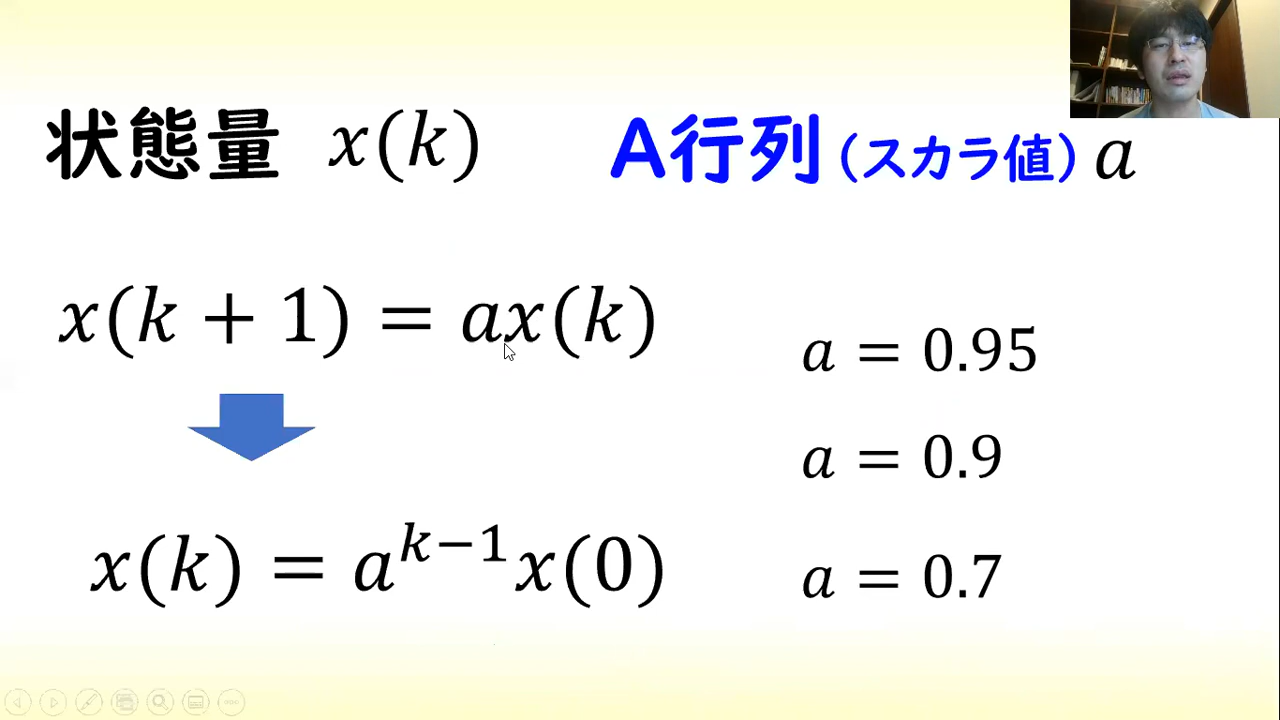 状態量 x(k)
A行列(スカラ値) a
x(k + 1) = ax(k)
x(k) = a^{k−1}x(0)
a = 0.95
a = 0.9
a = 0.7